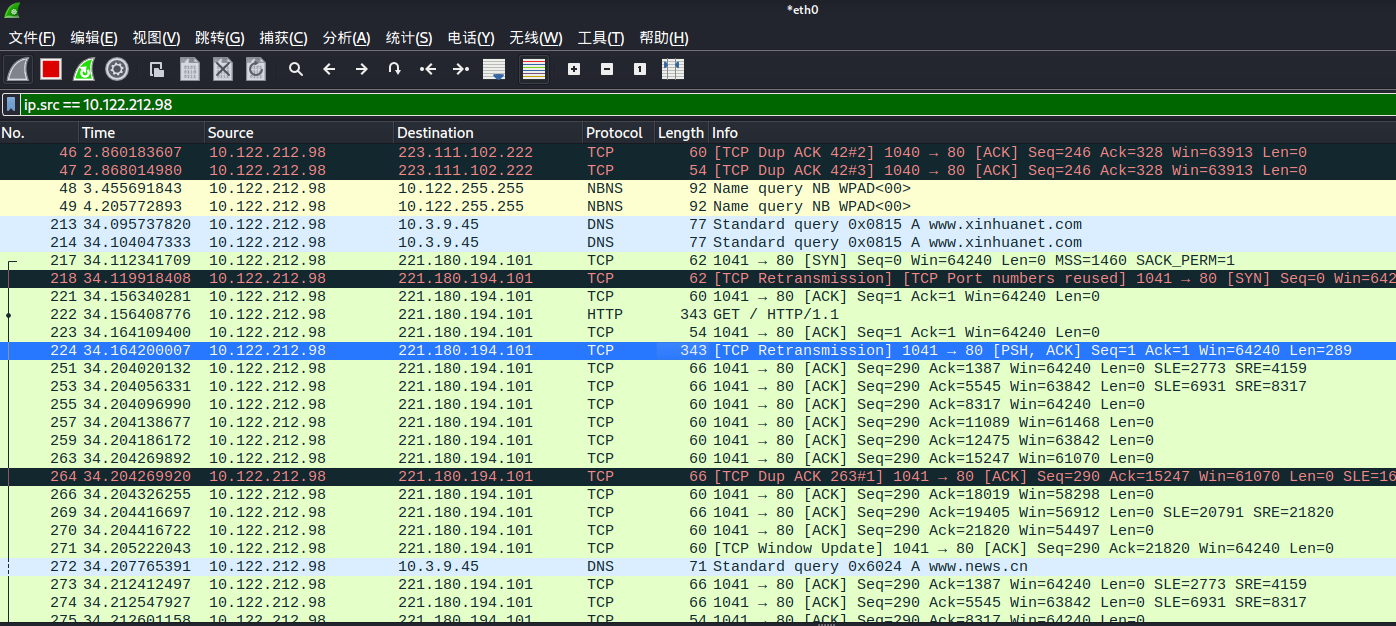 *eth0
文件(F) 编辑(E) 视图(V) 跳转(G) 捕获(C) 分析(A) 统计(S) 电话(Y) 无线(W) 工具(T) 帮助(H)
ip.src == 10.122.212.98
No. Time Source Destination Protocol Length Info
46 2.860183607 10.122.212.98 223.111.102.222 TCP 60 [TCP Dup ACK 42#2] 1040 → 80 [ACK] Seq=246 Ack=328 Win=63913 Len=0
47 2.868014980 10.122.212.98 223.111.102.222 TCP 54 [TCP Dup ACK 42#3] 1040 → 80 [ACK] Seq=246 Ack=328 Win=63913 Len=0
48 3.455691843 10.122.212.98 10.122.255.255 NBNS 92 Name query NB WPAD<00>
49 4.205772893 10.122.212.98 10.122.255.255 NBNS 92 Name query NB WPAD<00>
213 34.095737820 10.122.212.98 10.3.9.45 DNS 77 Standard query 0x0815 A www.xinhuanet.com
214 34.104047333 10.122.212.98 10.3.9.45 DNS 77 Standard query 0x0815 A www.xinhuanet.com
217 34.112341709 10.122.212.98 221.180.194.101 TCP 62 1041 → 80 [SYN] Seq=0 Win=64240 Len=0 MSS=1460 SACK_PERM=1
218 34.119918408 10.122.212.98 221.180.194.101 TCP 62 [TCP Retransmission] [TCP Port numbers reused] 1041 → 80 [SYN] Seq=0 Win=642
221 34.156340281 10.122.212.98 221.180.194.101 TCP 60 1041 → 80 [ACK] Seq=1 Ack=1 Win=64240 Len=0
222 34.156408776 10.122.212.98 221.180.194.101 HTTP 343 GET / HTTP/1.1
223 34.164109400 10.122.212.98 221.180.194.101 TCP 54 1041 → 80 [ACK] Seq=1 Ack=1 Win=64240 Len=0
224 34.164200007 10.122.212.98 221.180.194.101 TCP 343 [TCP Retransmission] 1041 → 80 [PSH, ACK] Seq=1 Ack=1 Win=64240 Len=289
251 34.204020132 10.122.212.98 221.180.194.101 TCP 66 1041 → 80 [ACK] Seq=290 Ack=1387 Win=64240 Len=0 SLE=2773 SRE=4159
253 34.204056331 10.122.212.98 221.180.194.101 TCP 66 1041 → 80 [ACK] Seq=290 Ack=5545 Win=63842 Len=0 SLE=6931 SRE=8317
255 34.204096990 10.122.212.98 221.180.194.101 TCP 60 1041 → 80 [ACK] Seq=290 Ack=8317 Win=64240 Len=0
257 34.204138677 10.122.212.98 221.180.194.101 TCP 60 1041 → 80 [ACK] Seq=290 Ack=11089 Win=61468 Len=0
259 34.204186172 10.122.212.98 221.180.194.101 TCP 60 1041 → 80 [ACK] Seq=290 Ack=12475 Win=63842 Len=0
263 34.204269892 10.122.212.98 221.180.194.101 TCP 60 1041 → 80 [ACK] Seq=290 Ack=15247 Win=61070 Len=0
264 34.204269920 10.122.212.98 221.180.194.101 TCP 66 [TCP Dup ACK 263#1] 1041 → 80 [ACK] Seq=290 Ack=15247 Win=61070 Len=0 SLE=16
266 34.204326255 10.122.212.98 221.180.194.101 TCP 60 1041 → 80 [ACK] Seq=290 Ack=18019 Win=58298 Len=0
269 34.204416697 10.122.212.98 221.180.194.101 TCP 66 1041 → 80 [ACK] Seq=290 Ack=19405 Win=56912 Len=0 SLE=20791 SRE=21820
270 34.204416722 10.122.212.98 221.180.194.101 TCP 60 1041 → 80 [ACK] Seq=290 Ack=21820 Win=54497 Len=0
271 34.205222043 10.122.212.98 221.180.194.101 TCP 60 [TCP Window Update] 1041 → 80 [ACK] Seq=290 Ack=21820 Win=64240 Len=0
272 34.207765391 10.122.212.98 10.3.9.45 DNS 71 Standard query 0x6024 A www.news.cn
273 34.212412497 10.122.212.98 221.180.194.101 TCP 66 1041 → 80 [ACK] Seq=290 Ack=1387 Win=64240 Len=0 SLE=2773 SRE=4159
274 34.212547927 10.122.212.98 221.180.194.101 TCP 66 1041 → 80 [ACK] Seq=290 Ack=5545 Win=63842 Len=0 SLE=6931 SRE=8317
275 34.212601158 10.122.212.98 221.180.194.101 TCP 54 1041 → 80 [ACK] Seq=290 Ack=8317 Win=64240 Len=0